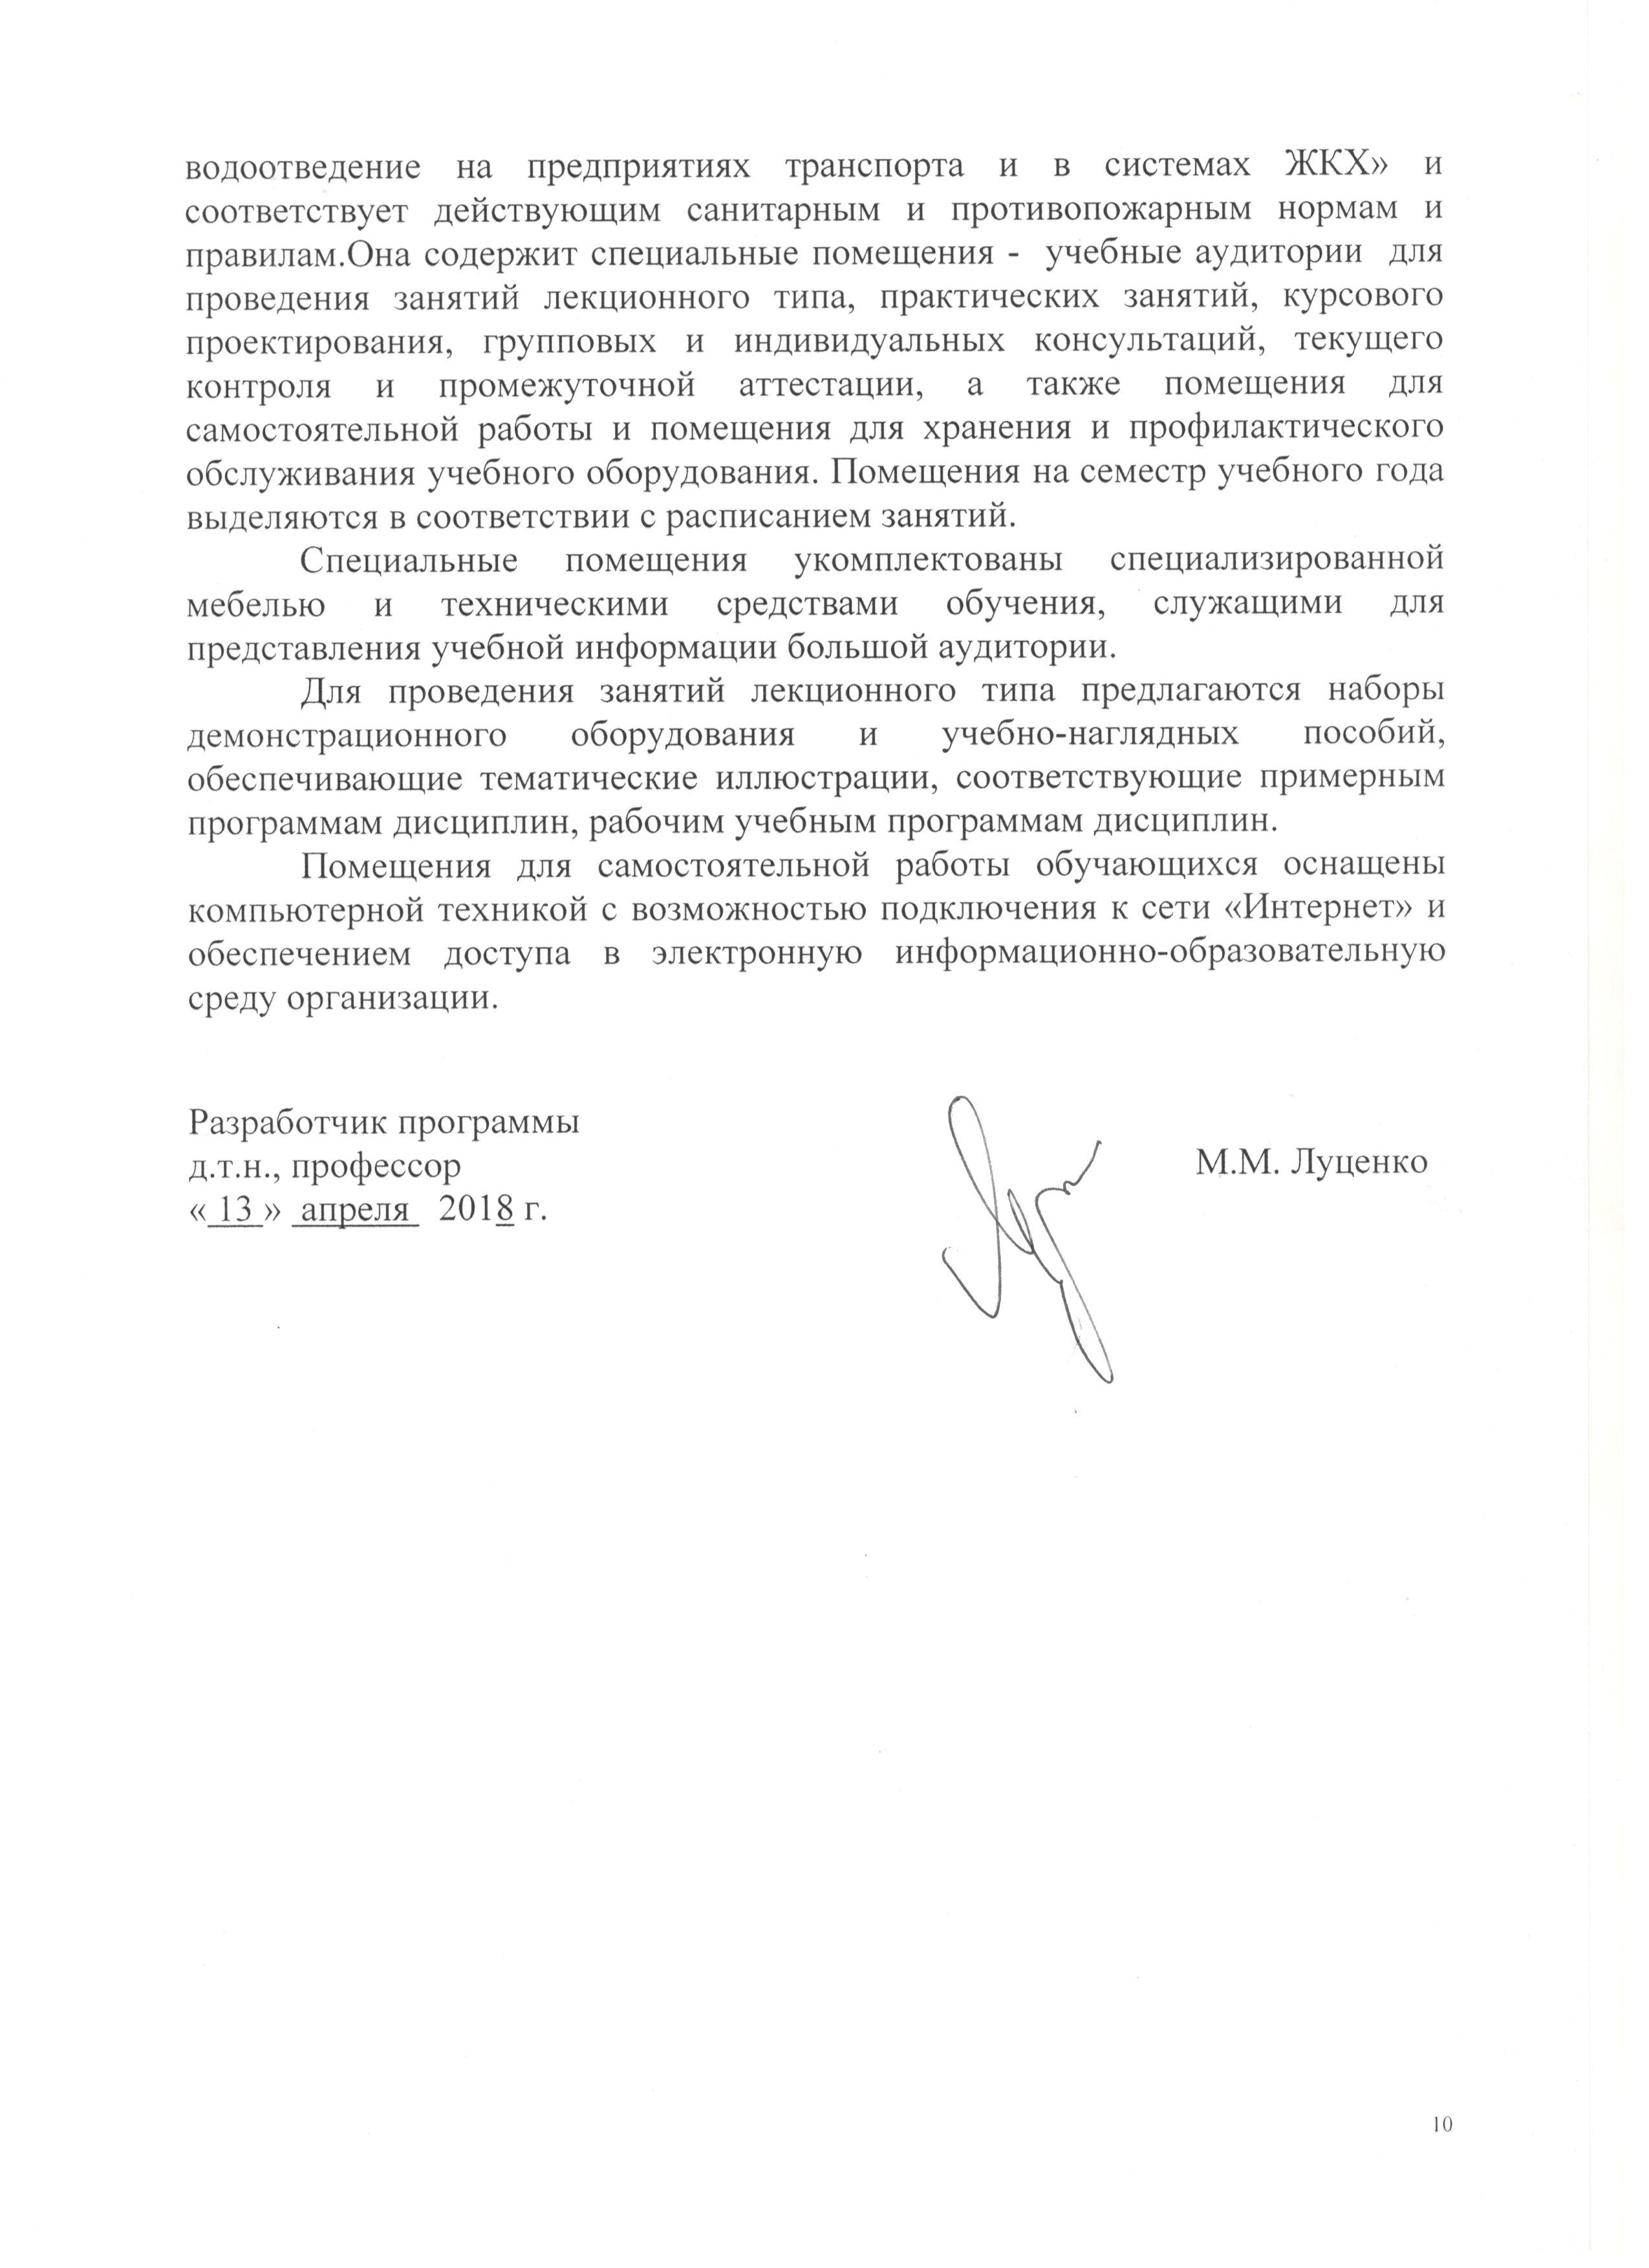 водоотведение на предприятиях транспорта и в системах ЖКХ» и
соответствует действующим санитарным и противопожарным нормам и
правилам.Она содержит специальные помещения - учебные аудитории для
проведения занятий лекционного типа, практических занятий, курсового
проектирования, групповых и индивидуальных консультаций, текущего
контроля и промежуточной аттестации, а также помещения для
самостоятельной работы и помещения для хранения и профилактического
обслуживания учебного оборудования. Помещения на семестр учебного года
выделяются в соответствии с расписанием занятий.
Специальные помещения укомплектованы специализированной
мебелью и техническими средствами обучения, служащими для
представления учебной информации большой аудитории.
Для проведения занятий лекционного типа предлагаются наборы
демонстрационного оборудования и учебно-наглядных пособий,
обеспечивающие тематические иллюстрации, соответствующие примерным
программам дисциплин, рабочим учебным программам дисциплин.
Помещения для самостоятельной работы обучающихся оснащены
компьютерной техникой с возможностью подключения к сети «Интернет» и
обеспечением доступа в электронную информационно-образовательную
среду организации.
Разработчик программы
д.т.н., профессор М.М. Луценко
« 13 » апреля 2018 г.
10